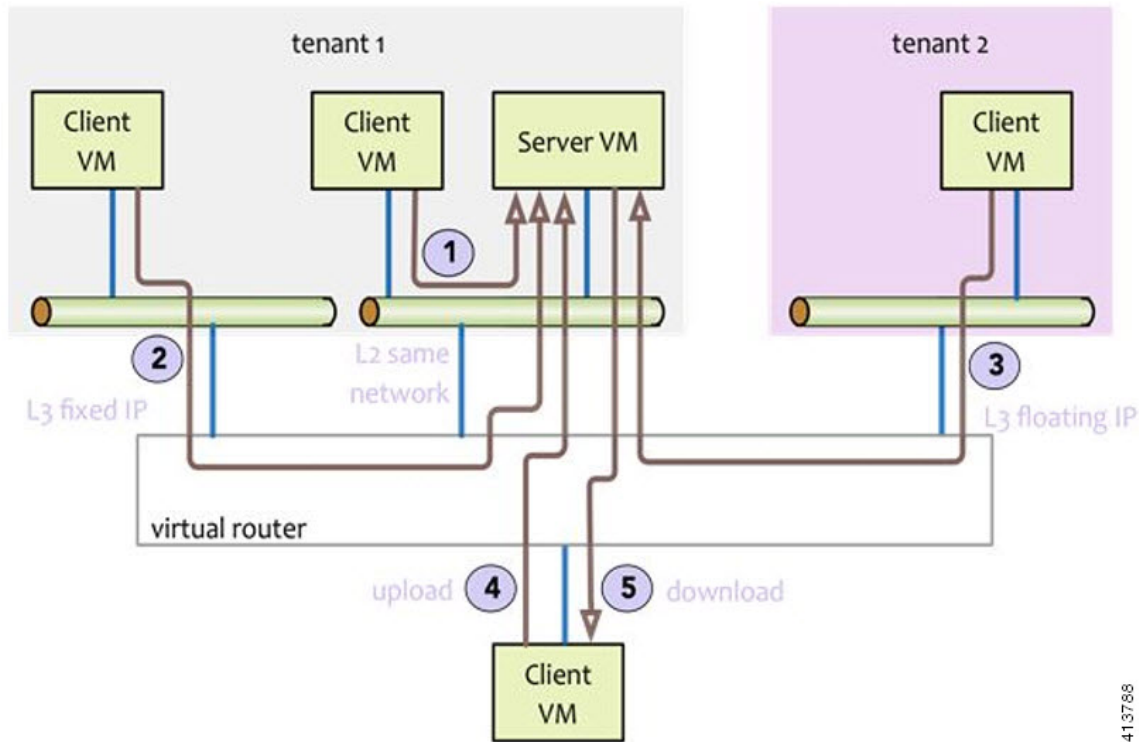 tenant 1
tenant 2
Client
VM
Client
VM
Server VM
Client
VM
1
2
L2 same
network
3
L3 fixed IP
L3 floating IP
virtual router
upload
4
5
download
Client
VM
413788